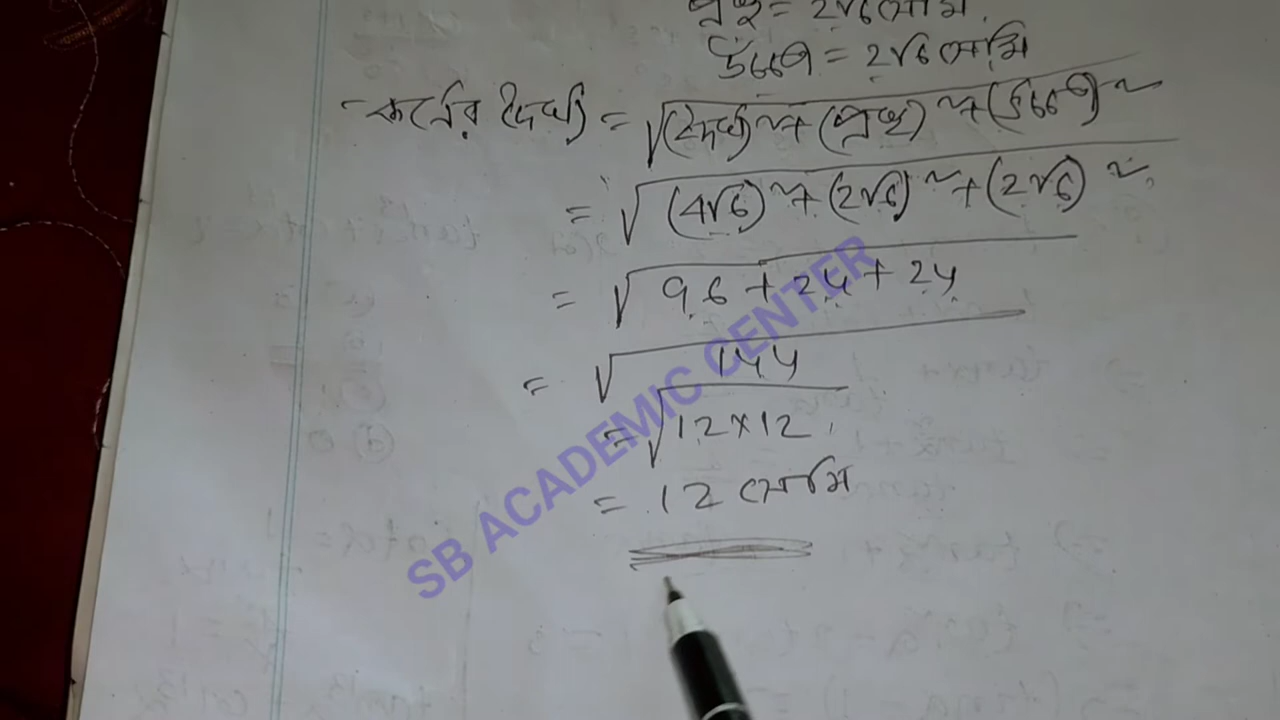 প্রস্থ = 2√6 সেমি.
উচ্চতা = 2√6 সেমি
কর্ণের দৈর্ঘ্য = √(দৈর্ঘ্য)² + (প্রস্থ)² + (উচ্চতা)²
= √(4√6)² + (2√6)² + (2√6)²
= √96 + 24 + 24
= √144
= √12×12
= 12 সেমি
SB ACADEMIC CENTER